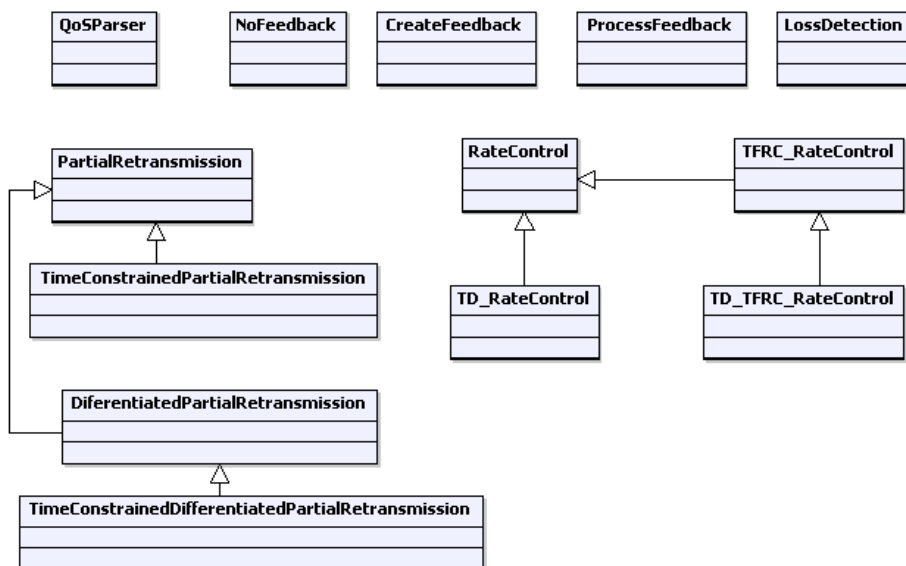 QoSParser
NoFeedback
CreateFeedback
ProcessFeedback
LossDetection
PartialRetransmission
RateControl
TFRC_RateControl
TimeConstrainedPartialRetransmission
TD_RateControl
TD_TFRC_RateControl
DiferentiatedPartialRetransmission
TimeConstrainedDifferentiatedPartialRetransmission